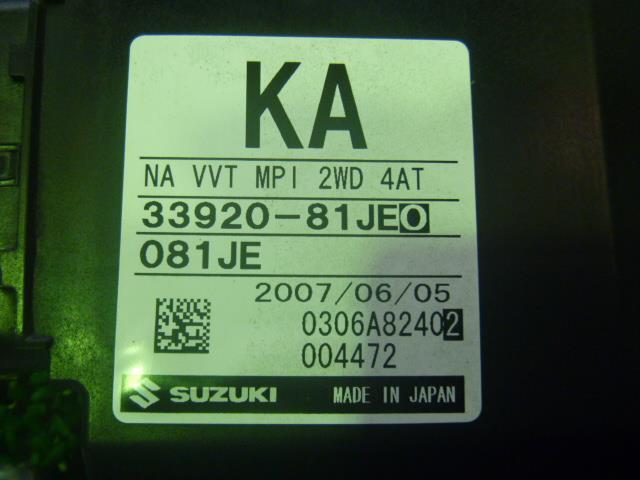 KA
NA VVT MPI 2WD 4AT
33920-81JE0
081JE
2007/06/05
0306A82402
004472
SUZUKI MADE IN JAPAN